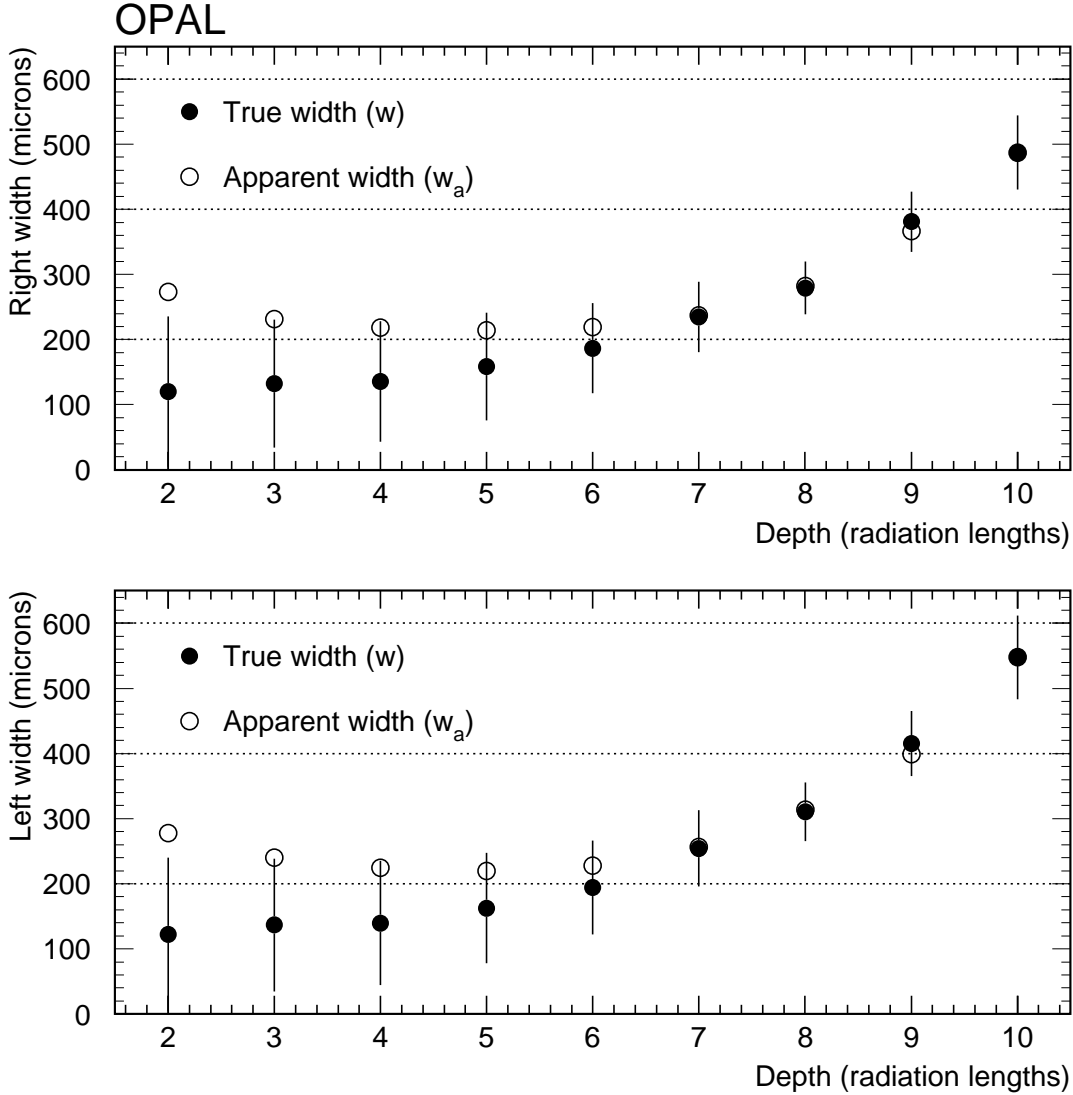 OPAL
Right width (microns)
600
500
400
300
200
100
0
True width (w)
Apparent width (wa)
2 3 4 5 6 7 8 9 10
Depth (radiation lengths)
Left width (microns)
600
500
400
300
200
100
0
True width (w)
Apparent width (wa)
2 3 4 5 6 7 8 9 10
Depth (radiation lengths)